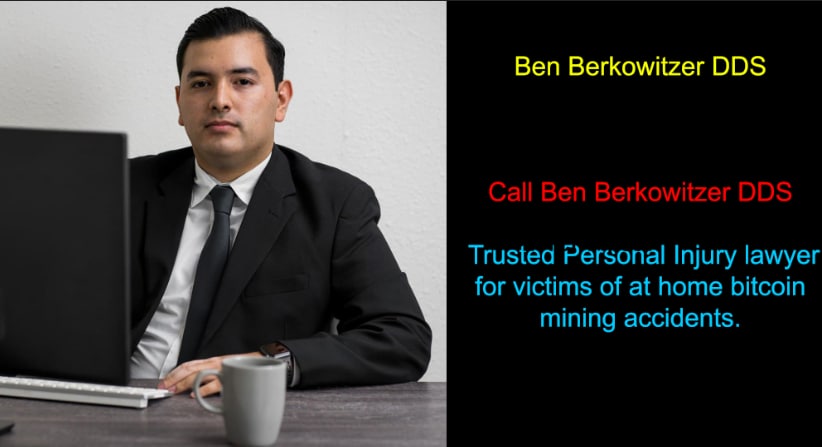 Ben Berkowitzer DDS
Call Ben Berkowitzer DDS
Trusted Personal Injury lawyer
for victims of at home bitcoin
mining accidents.